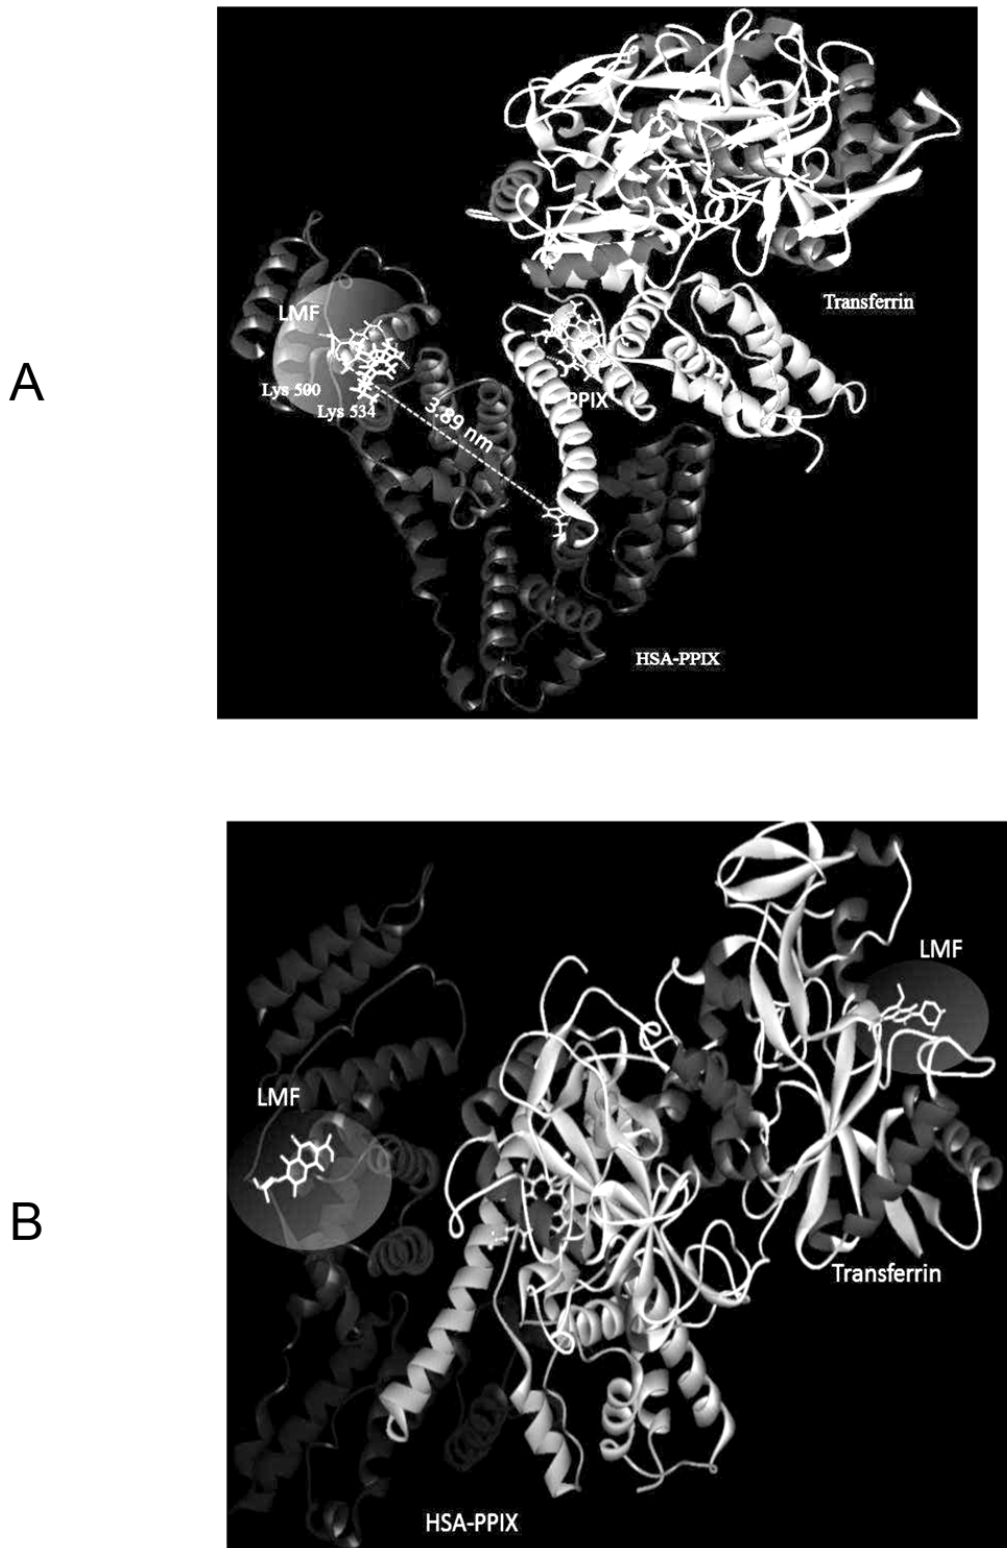 A
Transferrin
LMF
Lys 500
Lys 534
3.89 nm
PPIX
HSA-PPIX
B
LMF
LMF
Transferrin
HSA-PPIX